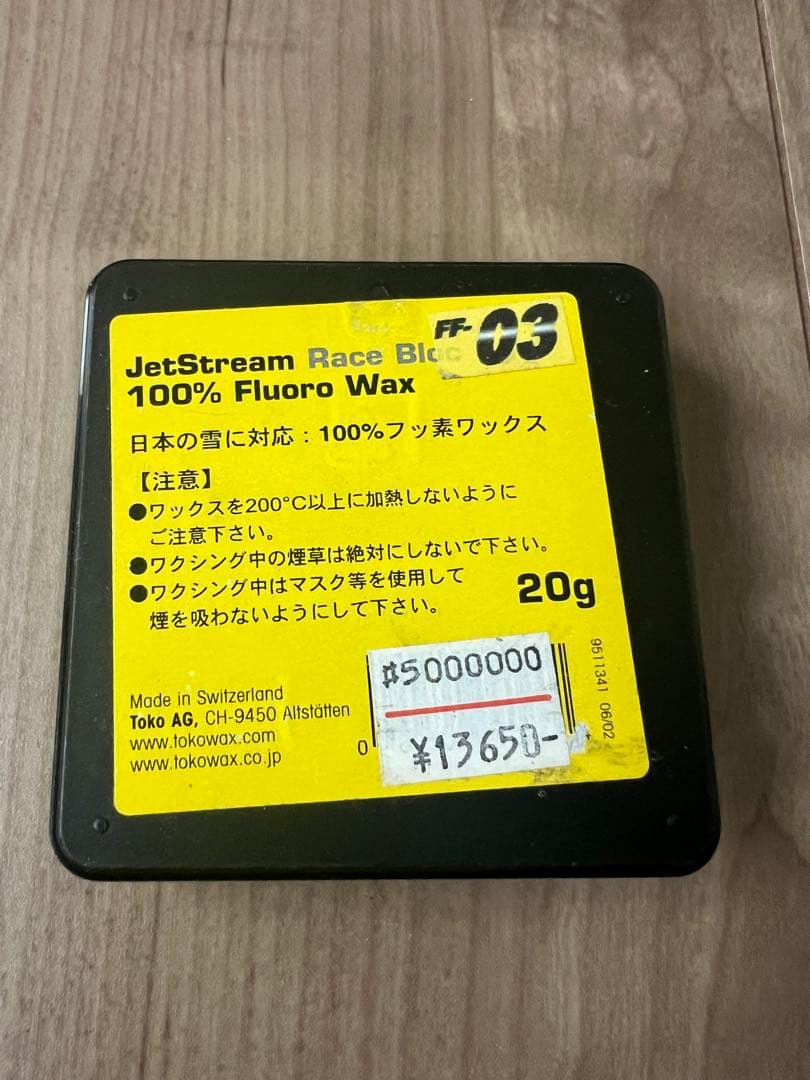 JetStream Race Bloc
FF-03
100% Fluoro Wax
日本の雪に対応：100%フッ素ワックス
【注意】
●ワックスを200°C以上に加熱しないように
ご注意下さい。
●ワクシング中の煙草は絶対にしないで下さい。
●ワクシング中はマスク等を使用して
煙を吸わないようにして下さい。
20g
Made in Switzerland
Toko AG, CH-9450 Altstätten
www.tokowax.com
www.tokowax.co.jp
#5000000
¥13650-
0
9511341 06/02